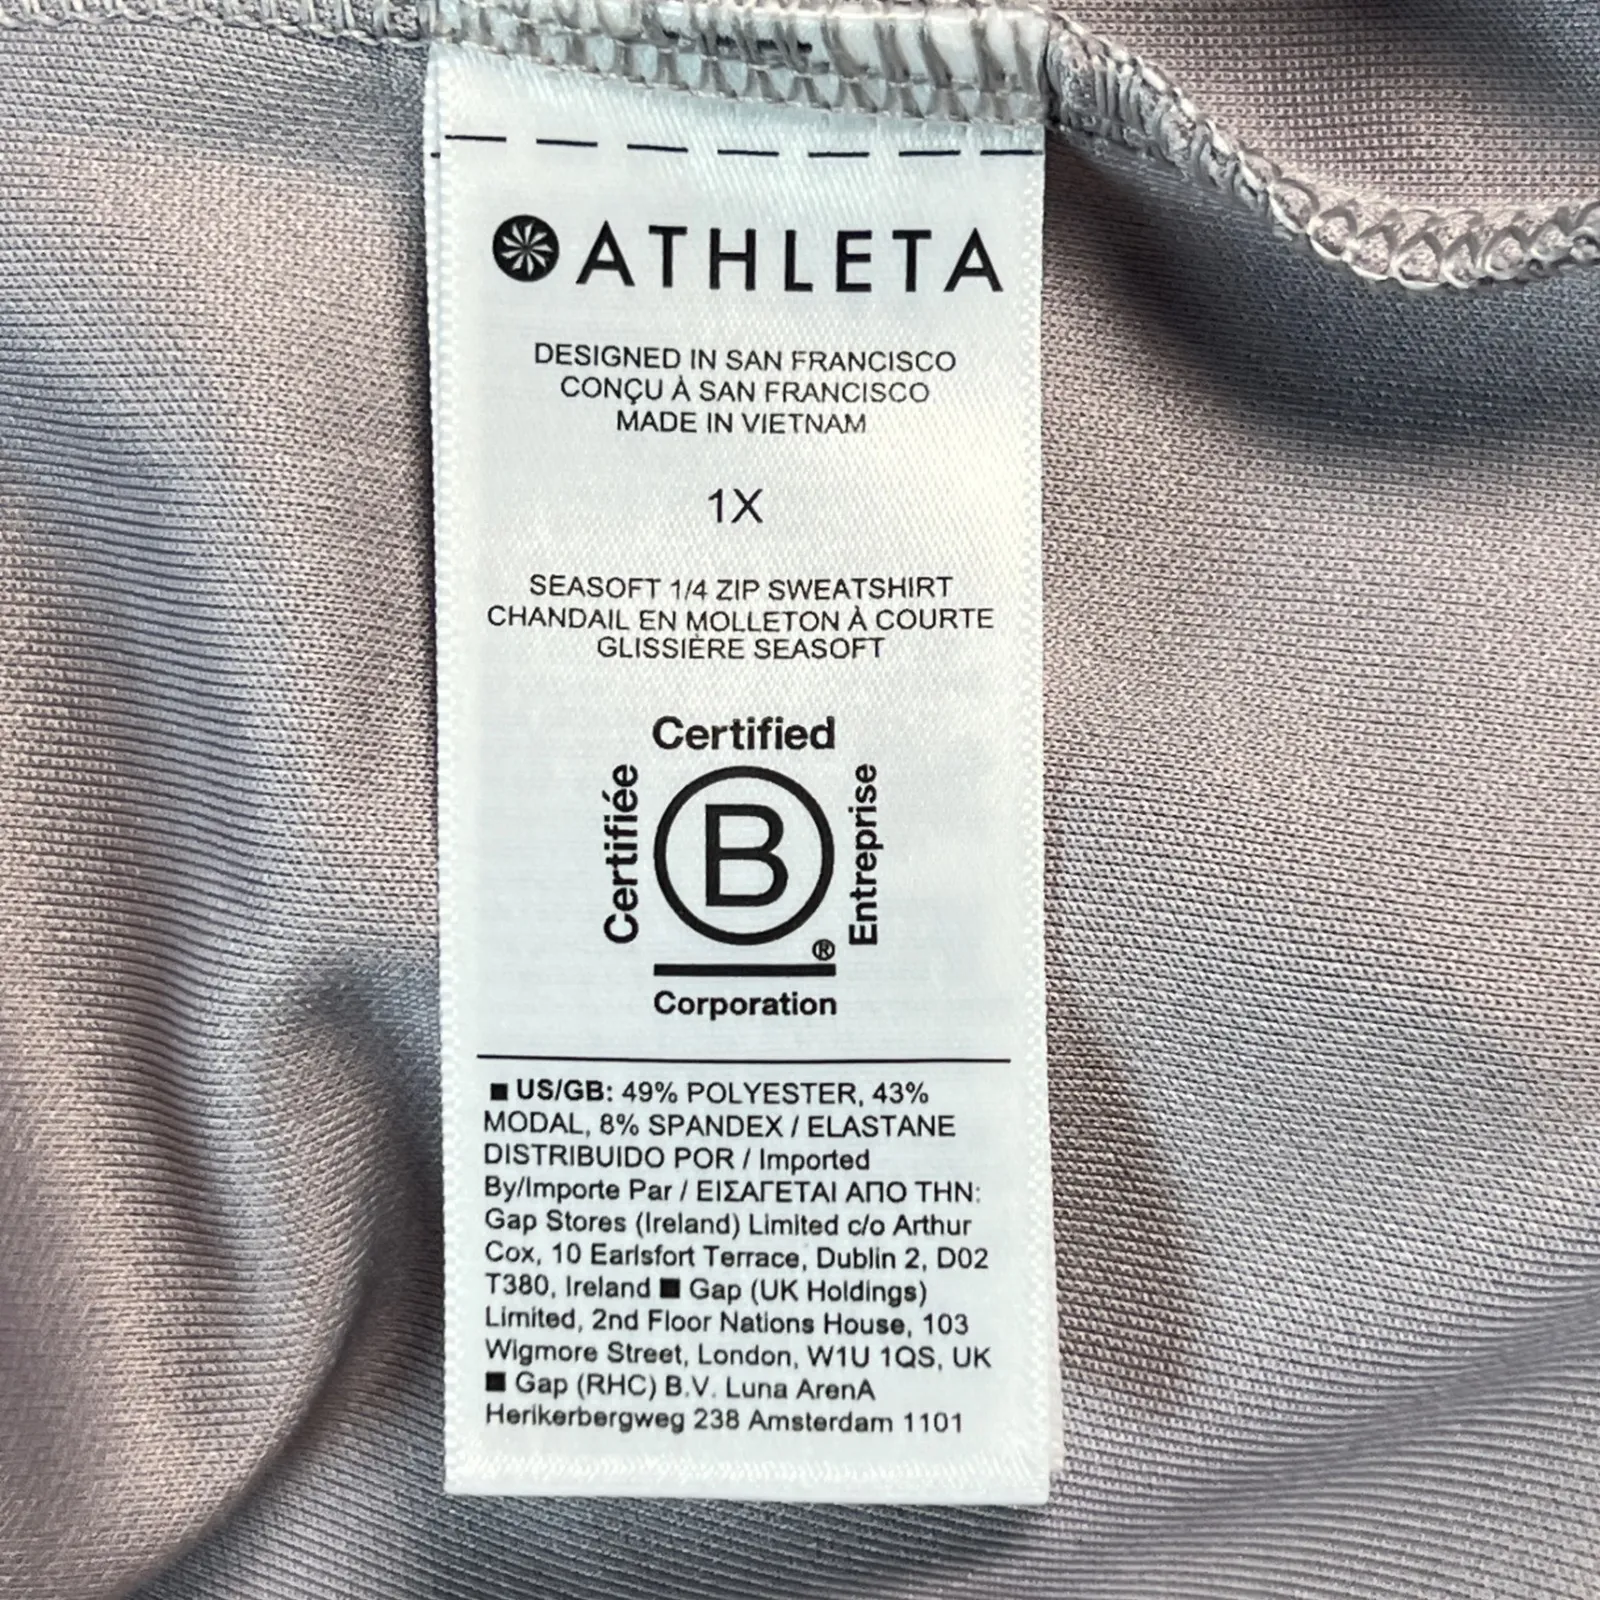 ATHLETA
DESIGNED IN SAN FRANCISCO
CONÇU À SAN FRANCISCO
MADE IN VIETNAM
1X
SEASOFT 1/4 ZIP SWEATSHIRT
CHANDAIL EN MOLLETON À COURTE
GLISSIÈRE SEASOFT
Certified
Certifiée
B
®
Entreprise
Corporation
■ US/GB: 49% POLYESTER, 43%
MODAL, 8% SPANDEX / ELASTANE
DISTRIBUIDO POR / Imported
By/Importe Par / ΕΙΣΑΓΕΤΑΙ ΑΠΟ ΤΗΝ:
Gap Stores (Ireland) Limited c/o Arthur
Cox, 10 Earlsfort Terrace, Dublin 2, D02
T380, Ireland ■ Gap (UK Holdings)
Limited, 2nd Floor Nations House, 103
Wigmore Street, London, W1U 1QS, UK
■ Gap (RHC) B.V. Luna ArenA
Herikerbergweg 238 Amsterdam 1101